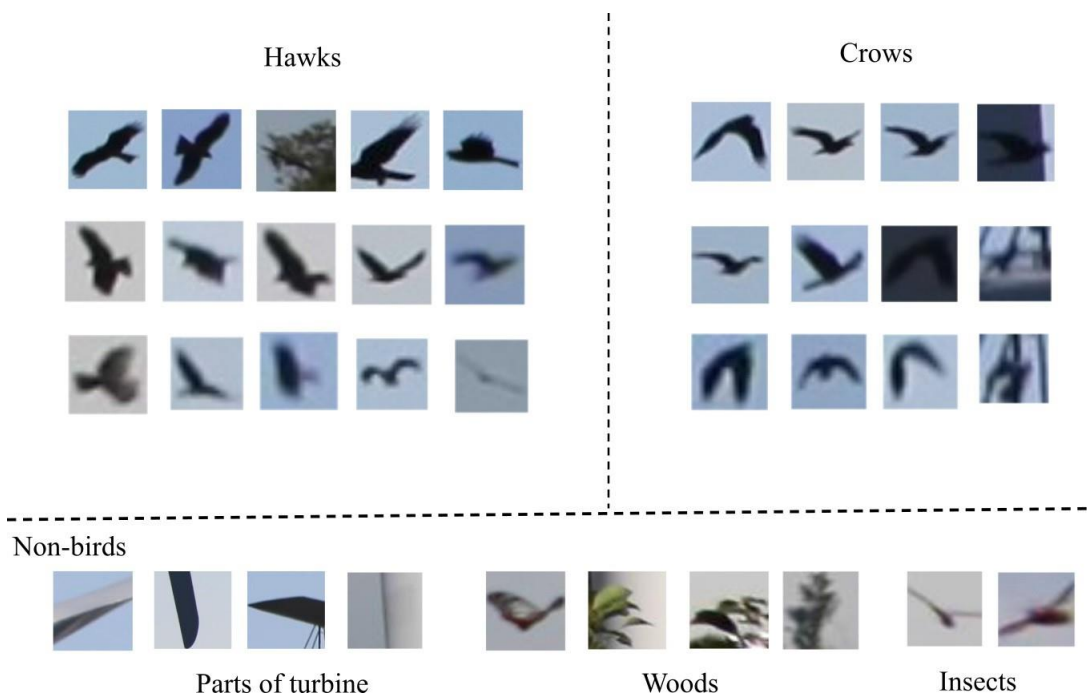 Hawks
Crows
Non-birds
Parts of turbine
Woods
Insects